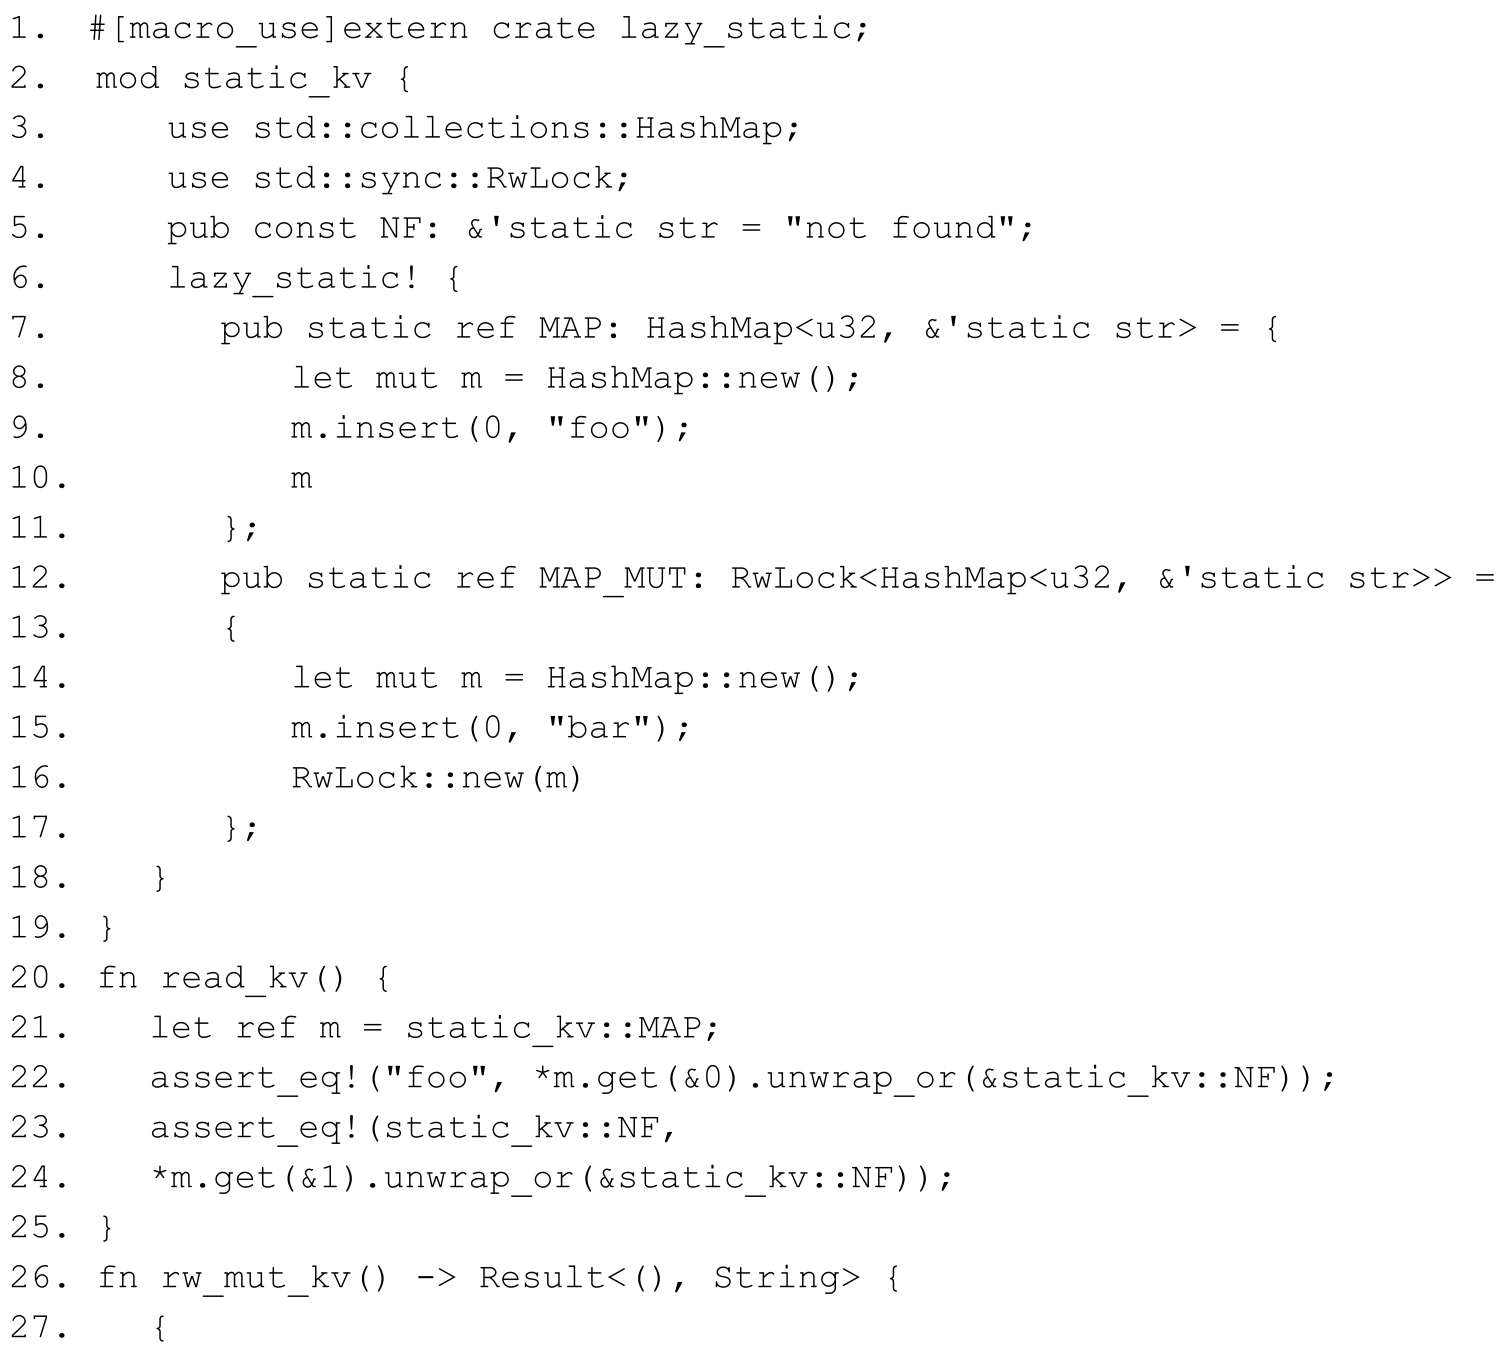 1. #[macro_use]extern crate lazy_static;
2. mod static_kv {
3. use std::collections::HashMap;
4. use std::sync::RwLock;
5. pub const NF: &'static str = "not found";
6. lazy_static! {
7. pub static ref MAP: HashMap<u32, &'static str> = {
8. let mut m = HashMap::new();
9. m.insert(0, "foo");
10. m
11. };
12. pub static ref MAP_MUT: RwLock<HashMap<u32, &'static str>> =
13. {
14. let mut m = HashMap::new();
15. m.insert(0, "bar");
16. RwLock::new(m)
17. };
18. }
19. }
20. fn read_kv() {
21. let ref m = static_kv::MAP;
22. assert_eq!("foo", *m.get(&0).unwrap_or(&static_kv::NF));
23. assert_eq!(static_kv::NF,
24. *m.get(&1).unwrap_or(&static_kv::NF));
25. }
26. fn rw_mut_kv() -> Result<(), String> {
27. {